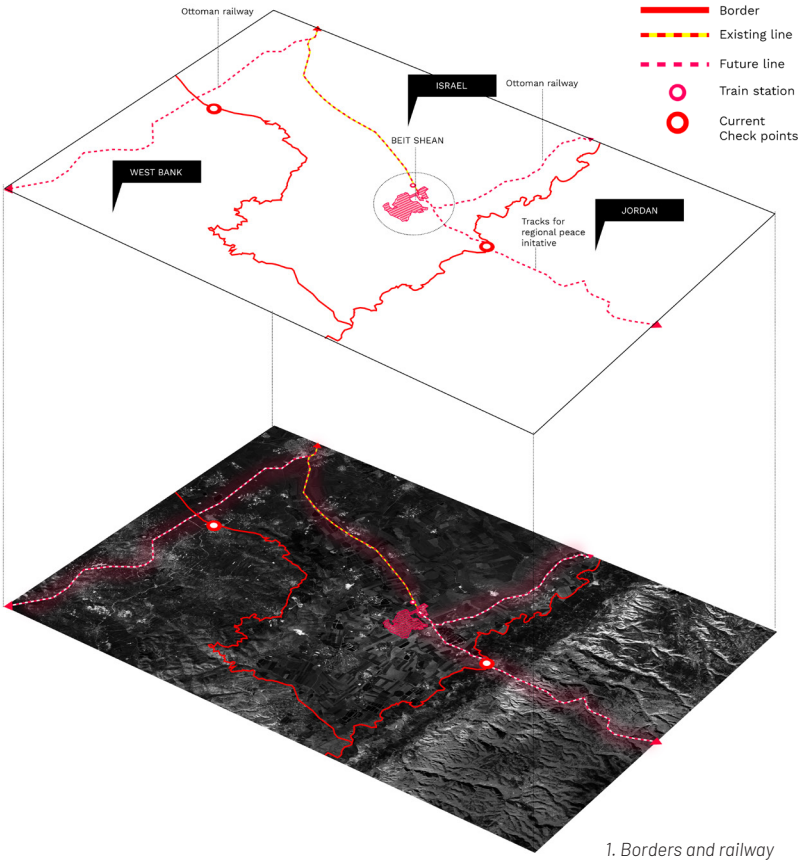 Ottoman railway
Border
Existing line
Future line
Train station
Current
Check points
ISRAEL
Ottoman railway
BEIT SHEAN
WEST BANK
JORDAN
Tracks for
regional peace
initative
1. Borders and railway